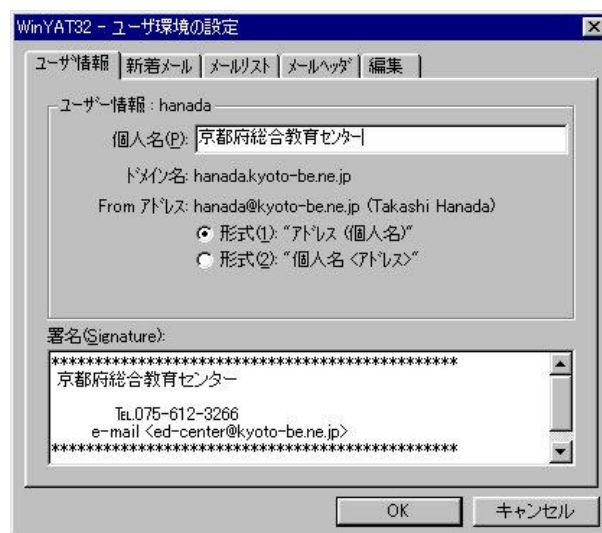 WinYAT32 - ユーザ環境の設定
ユーザ情報 新着メール メールリスト メールヘッダ 編集
ユーザー情報 : hanada
個人名(P): 京都府総合教育センター
ドメイン名: hanada.kyoto-be.ne.jp
From アドレス: hanada@kyoto-be.ne.jp (Takashi Hanada)
形式(1): "アドレス (個人名)"
形式(2): "個人名 <アドレス>"
署名(Signature):
***********************************************
京都府総合教育センター
℡.075-612-3266
e-mail <ed-center@kyoto-be.ne.jp>
***********************************************
OK キャンセル